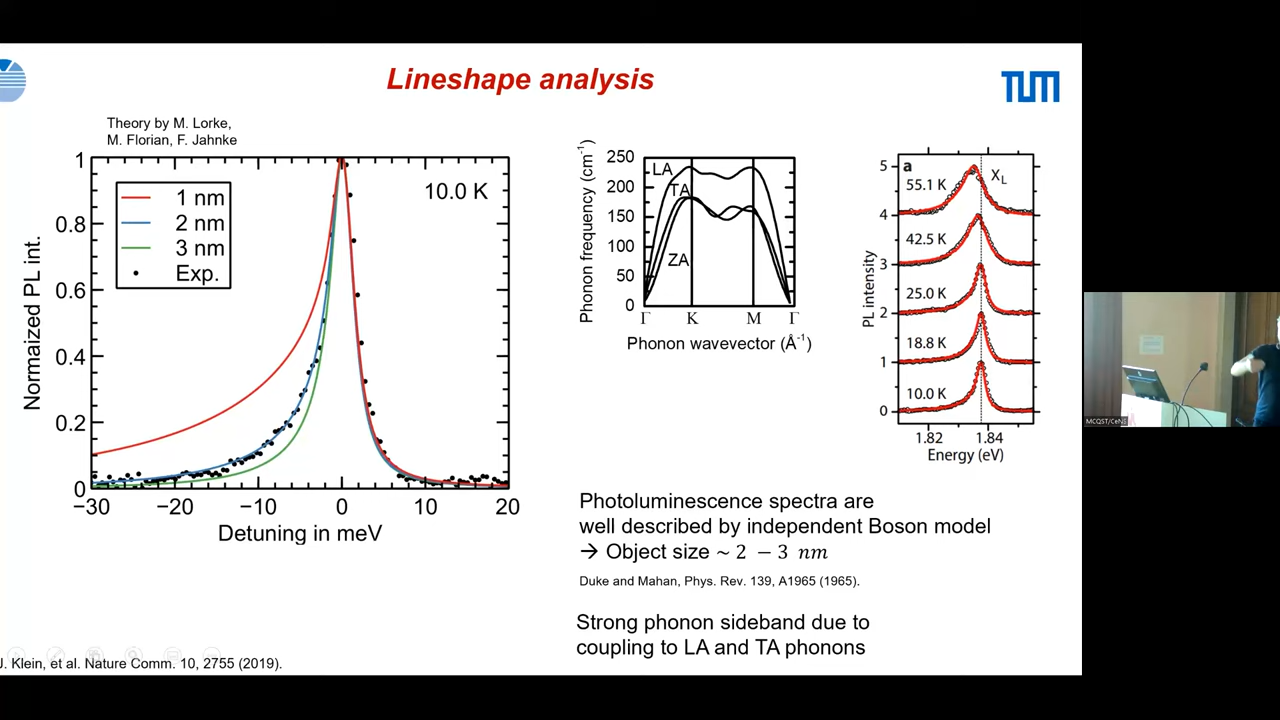 Lineshape analysis
TUM
Theory by M. Lorke,
M. Florian, F. Jahnke
Normaized PL int.
1
0.8
0.6
0.4
0.2
0
−30
−20
−10
0
10
20
Detuning in meV
10.0 K
1 nm
2 nm
3 nm
Exp.
Phonon frequency (cm⁻¹)
250
200
150
100
50
0
LA
TA
ZA
Γ
K
M
Γ
Phonon wavevector (Å⁻¹)
PL intensity
5
4
3
2
1
0
a
X_L
55.1 K
42.5 K
25.0 K
18.8 K
10.0 K
1.82
1.84
Energy (eV)
Photoluminescence spectra are
well described by independent Boson model
→ Object size ~ 2 − 3 nm
Duke and Mahan, Phys. Rev. 139, A1965 (1965).
Strong phonon sideband due to
coupling to LA and TA phonons
J. Klein, et al. Nature Comm. 10, 2755 (2019).
MCQST/CeNS